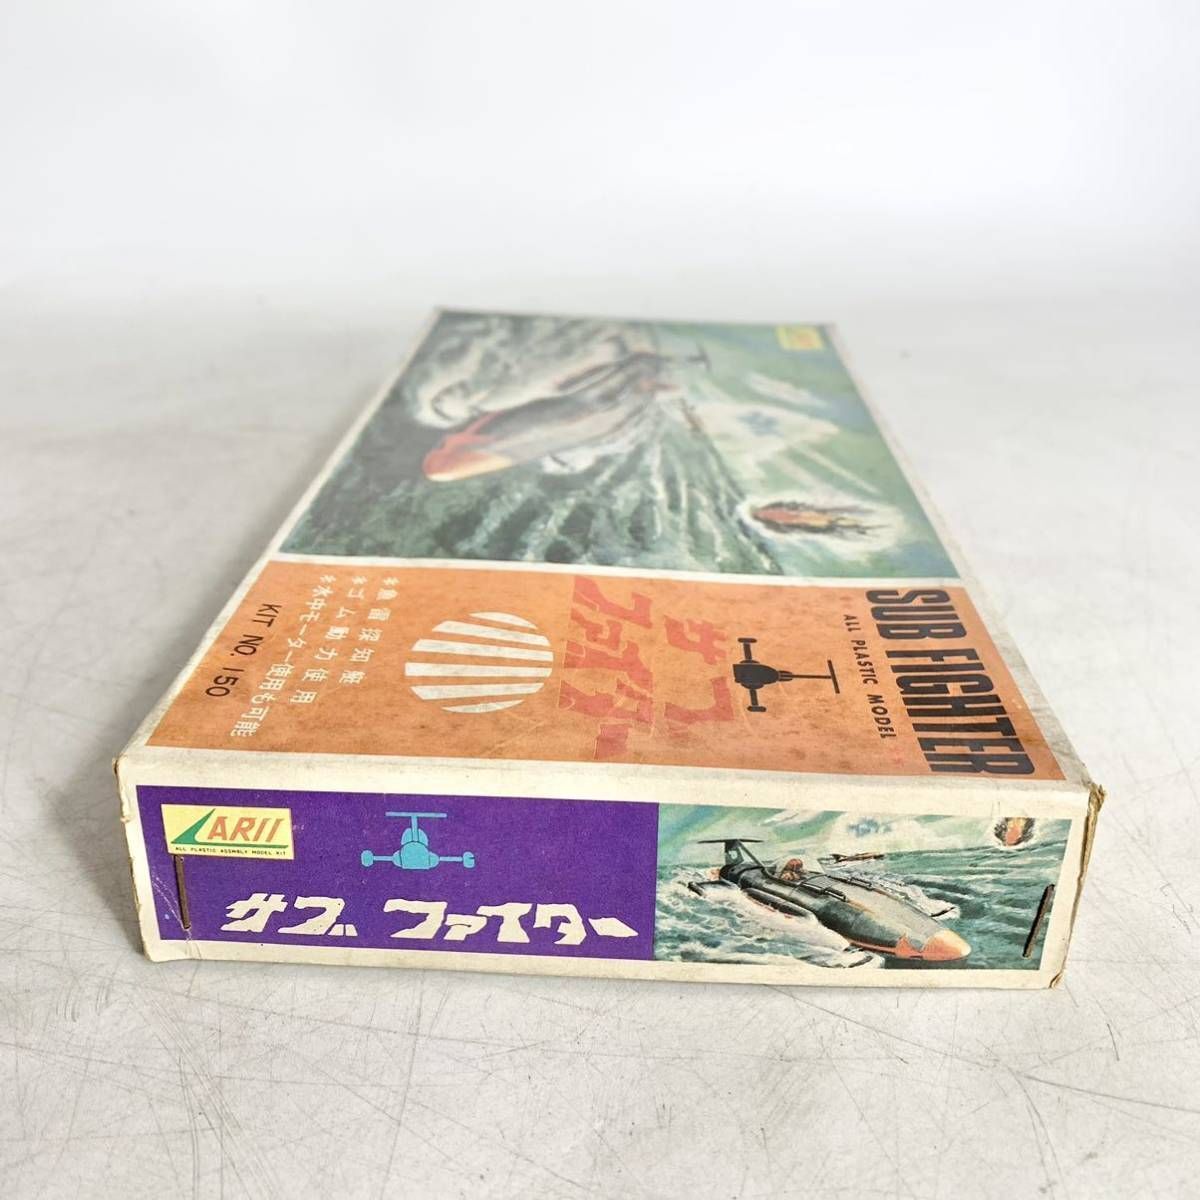 SUB FIGHTER
ALL PLASTIC MODEL
サブ
ファイター
＊魚雷探知艇
＊ゴム動力使用
＊水中モーター使用も可能
KIT NO. 150
ARII
ALL PLASTIC ASSMBLY MODEL KIT
サブ ファイター